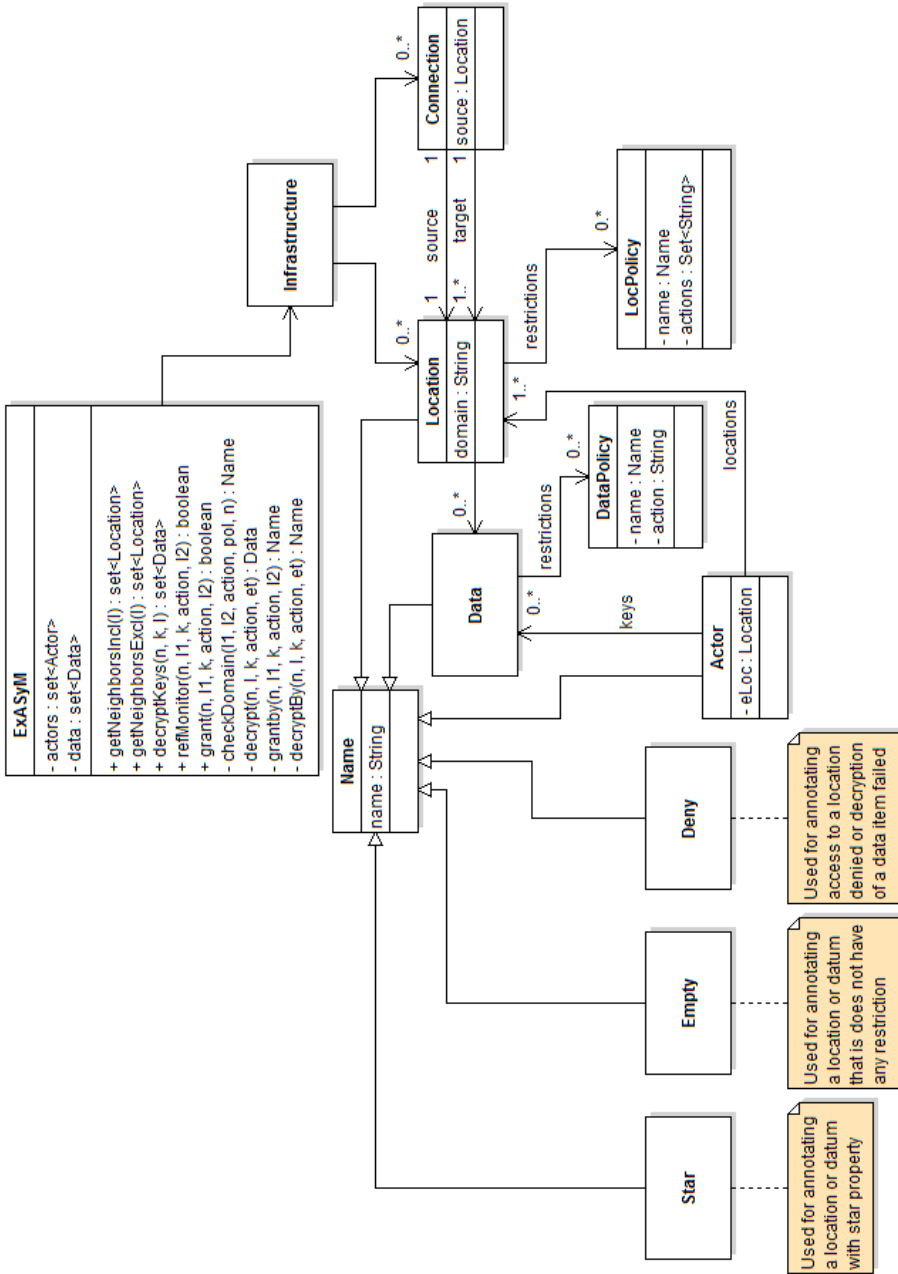 ExASyM
- actors : set<Actor>
- data : set<Data>
+ getNeighborsIncl(l) : set<Location>
+ getNeighborsExcl(l) : set<Location>
+ decryptKeys(n, k, l) : set<Data>
+ refMonitor(n, l1, k, action, l2) : boolean
+ grant(n, l1, k, action, l2) : boolean
- checkDomain(l1, l2, action, pol, n) : Name
- decrypt(n, l, k, action, et) : Data
- grantby(n, l1, k, action, l2) : Name
- decryptBy(n, l, k, action, et) : Name
Infrastructure
0..*
0..*
Name
name : String
Data
0..*
Location
domain : String
1
source
1
1..*
target
1
Connection
souce : Location
restrictions
0..*
restrictions
0..*
0..*
keys
1..*
locations
DataPolicy
- name : Name
- action : String
LocPolicy
- name : Name
- actions : Set<String>
Star
Empty
Deny
Actor
- eLoc : Location
Used for annotating
a location or datum
with star property
Used for annotating
a location or datum
that is does not have
any restriction
Used for annotating
access to a location
denied or decryption
of a data item failed